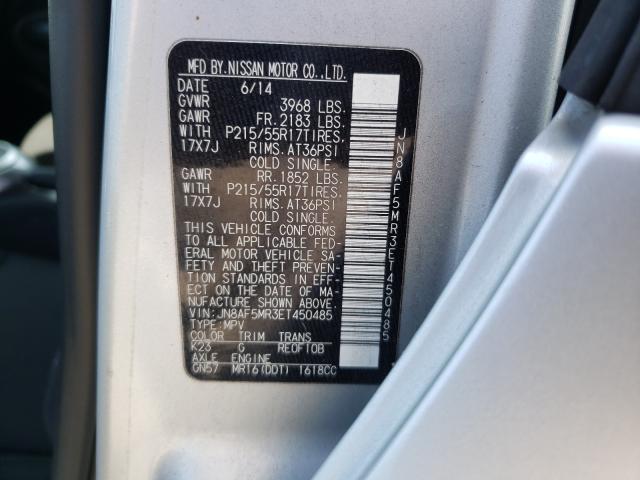 MFD BY.NISSAN MOTOR CO.,LTD.
DATE 6/14
GVWR 3968 LBS.
GAWR FR. 2183 LBS.
WITH P215/55R17TIRES,
17X7J RIMS.AT36PSI
COLD SINGLE.
GAWR RR. 1852 LBS.
WITH P215/55R17TIRES,
17X7J RIMS.AT36PSI
COLD SINGLE.
THIS VEHICLE CONFORMS
TO ALL APPLICABLE FED-
ERAL MOTOR VEHICLE SA-
FETY AND THEFT PREVEN-
TION STANDARDS IN EFF-
ECT ON THE DATE OF MA-
NUFACTURE SHOWN ABOVE.
VIN:JN8AF5MR3ET450485
TYPE:MPV
COLOR TRIM TRANS
K23 G RE0F10B
AXLE ENGINE
GN57 MR16(DDT) 1618CC
JN8AF5MR3ET450485